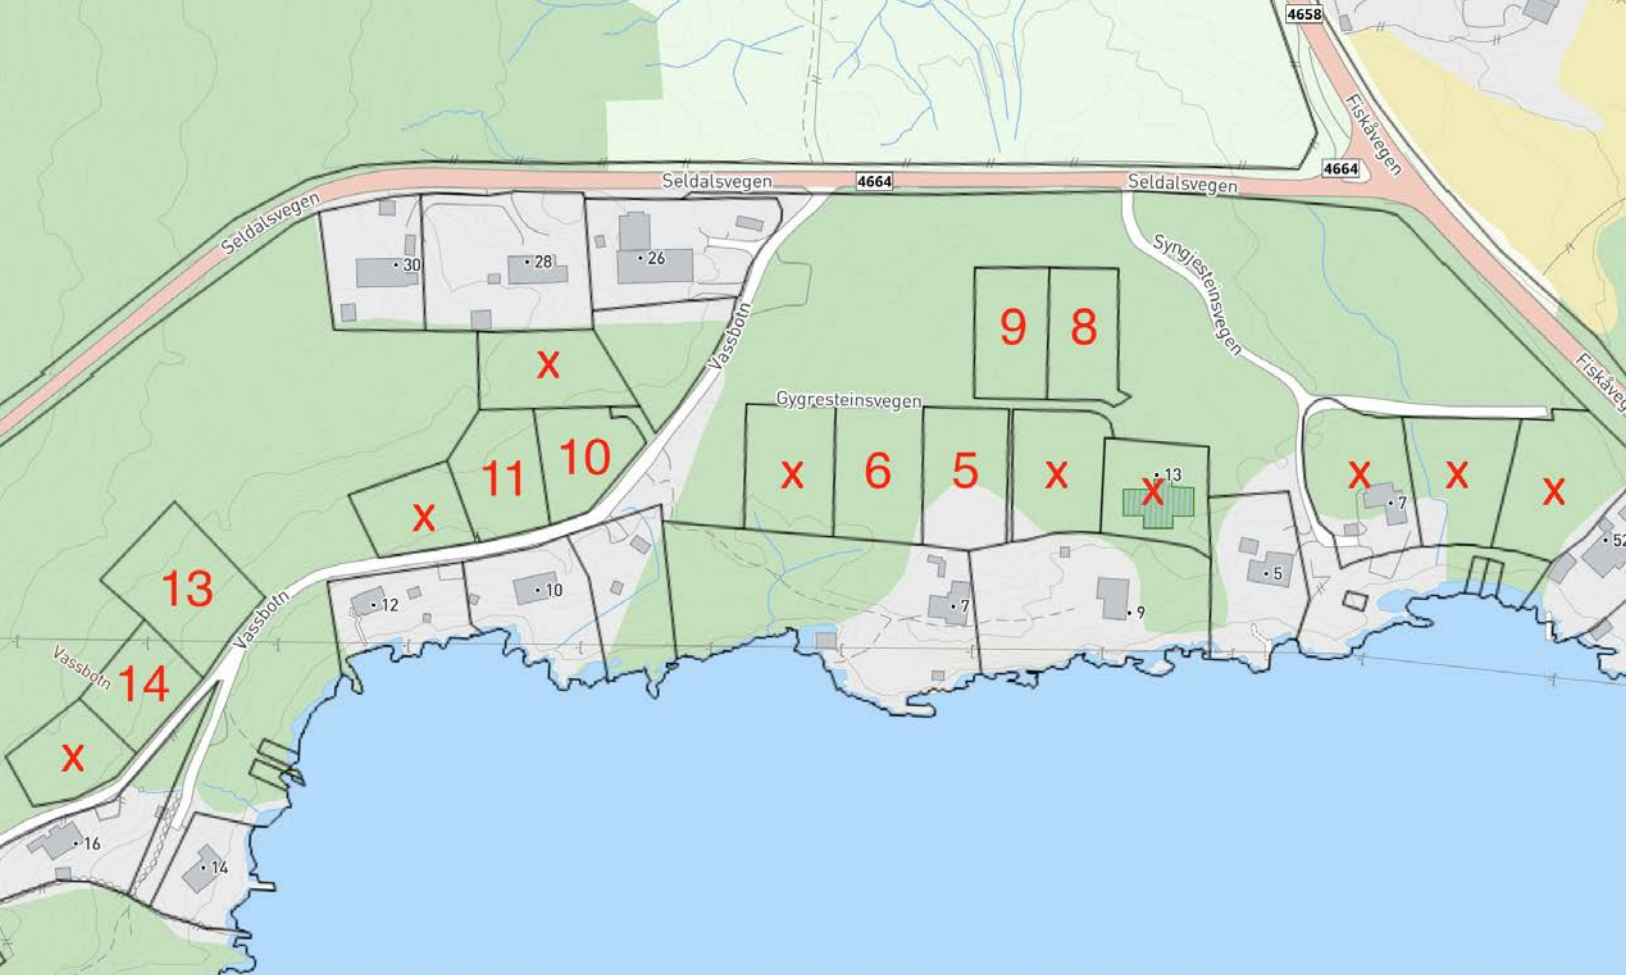 4658
Fiskåvegen
4664
4664
Seldalsvegen
Seldalsvegen
Seldalsvegen
30
28
26
Syngjesteinsvegen
Vassbotn
9
8
x
Gygresteinsvegen
Fiskåveg
10
11
x
6
5
x
13
x
x
7
x
x
x
52
13
12
10
7
9
5
Vassbotn
Vassbotn
14
x
16
14